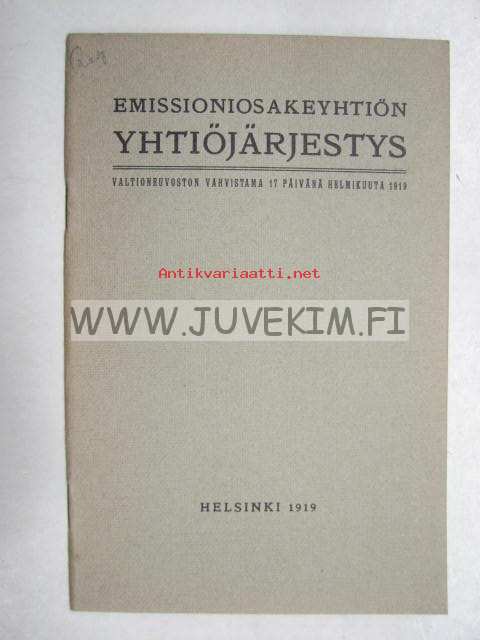 EMISSIONIOSAKEYHTIÖN
YHTIÖJÄRJESTYS
VALTIONEUVOSTON VAHVISTAMA 17 PÄIVÄNÄ HELMIKUUTA 1919
Antikvariaatti.net
WWW.JUVEKIM.FI
HELSINKI 1919